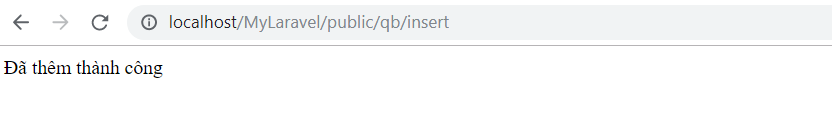 localhost/MyLaravel/public/qb/insert
Đã thêm thành công